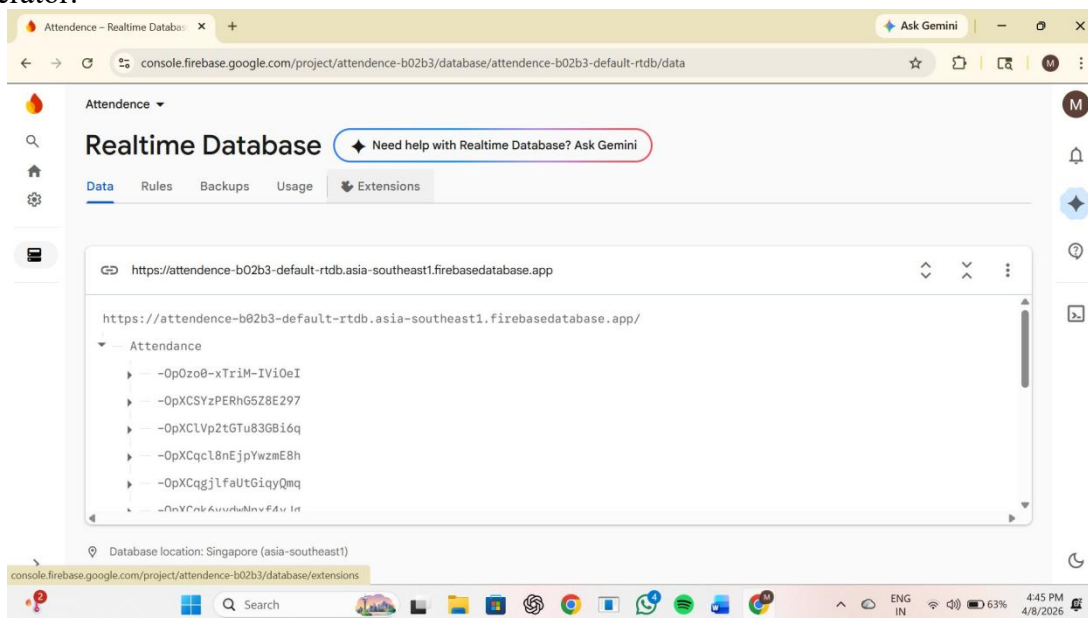 erator.
Attendence – Realtime Databas
Ask Gemini
console.firebase.google.com/project/attendence-b02b3/database/attendence-b02b3-default-rtdb/data
M
Attendence
M
Realtime Database
Need help with Realtime Database? Ask Gemini
Data Rules Backups Usage Extensions
https://attendence-b02b3-default-rtdb.asia-southeast1.firebasedatabase.app
https://attendence-b02b3-default-rtdb.asia-southeast1.firebasedatabase.app/
Attendance
-OpOzo0-xTriM-IViOeI
-OpXCSYzPERhG5Z8E297
-OpXClVp2tGTu83GBi6q
-OpXCqcl8nEjpYwzmE8h
-OpXCqgjlfaUtGiqyQmq
Database location: Singapore (asia-southeast1)
console.firebase.google.com/project/attendence-b02b3/database/extensions
2
Search
4
M
ENG
IN
63%
4:45 PM
4/8/2026